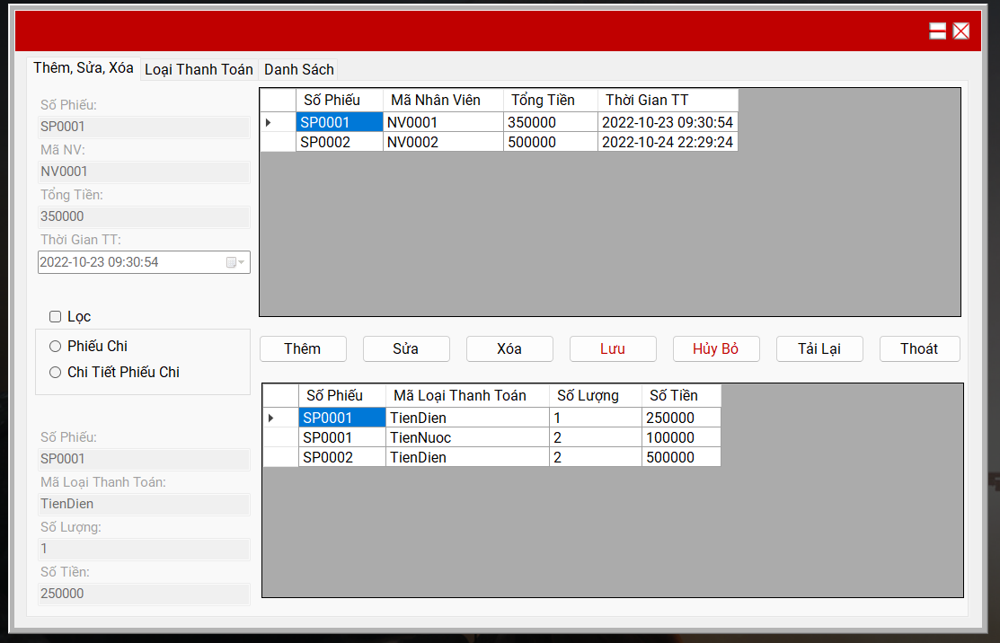 Thêm, Sửa, Xóa Loại Thanh Toán Danh Sách
Số Phiếu:
SP0001
Mã NV:
NV0001
Tổng Tiền:
350000
Thời Gian TT:
2022-10-23 09:30:54
Số Phiếu Mã Nhân Viên Tổng Tiền Thời Gian TT
SP0001 NV0001 350000 2022-10-23 09:30:54
SP0002 NV0002 500000 2022-10-24 22:29:24
Lọc
Phiếu Chi
Chi Tiết Phiếu Chi
Thêm Sửa Xóa Lưu Hủy Bỏ Tải Lại Thoát
Số Phiếu Mã Loại Thanh Toán Số Lượng Số Tiền
SP0001 TienDien 1 250000
SP0001 TienNuoc 2 100000
SP0002 TienDien 2 500000
Số Phiếu:
SP0001
Mã Loại Thanh Toán:
TienDien
Số Lượng:
1
Số Tiền:
250000